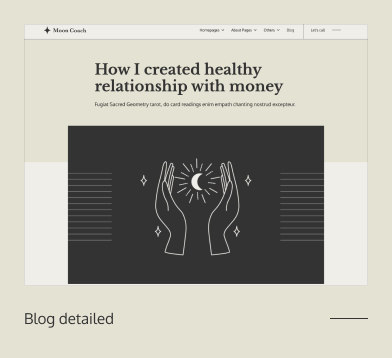 Moon Coach
Homepages About Pages Others Blog Let's call
How I created healthy
relationship with money
Fugiat Sacred Geometry tarot, do card readings enim empath chanting nostrud excepteur.
Blog detailed